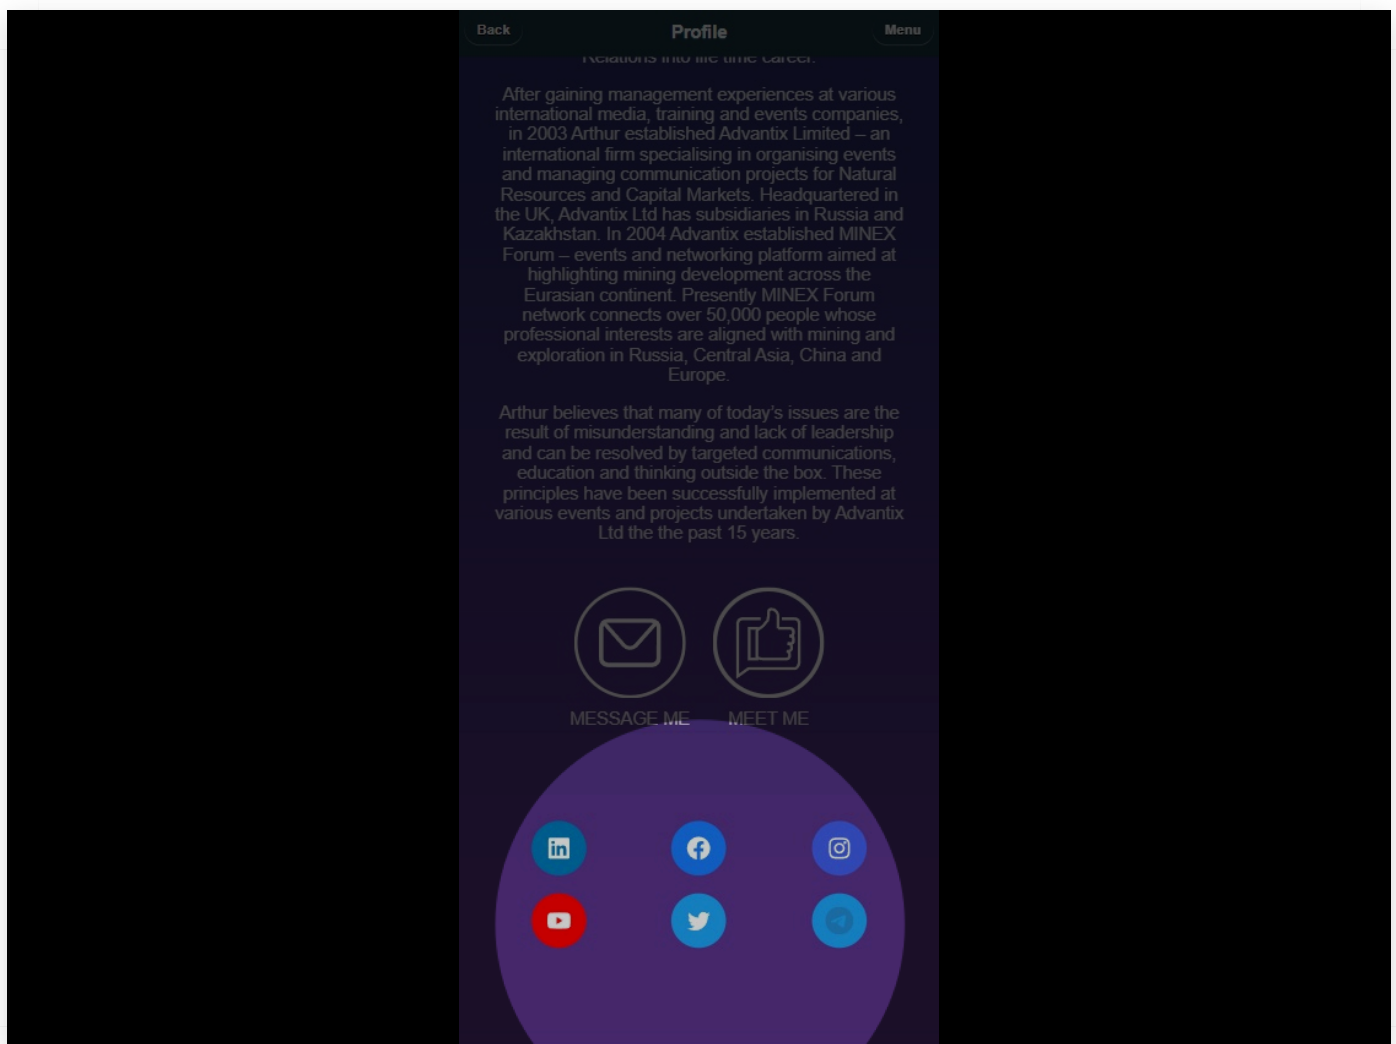 Back
Profile
Menu
Relations into life time career.
After gaining management experiences at various
international media, training and events companies,
in 2003 Arthur established Advantix Limited – an
international firm specialising in organising events
and managing communication projects for Natural
Resources and Capital Markets. Headquartered in
the UK, Advantix Ltd has subsidiaries in Russia and
Kazakhstan. In 2004 Advantix established MINEX
Forum – events and networking platform aimed at
highlighting mining development across the
Eurasian continent. Presently MINEX Forum
network connects over 50,000 people whose
professional interests are aligned with mining and
exploration in Russia, Central Asia, China and
Europe.
Arthur believes that many of today’s issues are the
result of misunderstanding and lack of leadership
and can be resolved by targeted communications,
education and thinking outside the box. These
principles have been successfully implemented at
various events and projects undertaken by Advantix
Ltd the the past 15 years.
MESSAGE ME
MEET ME
in